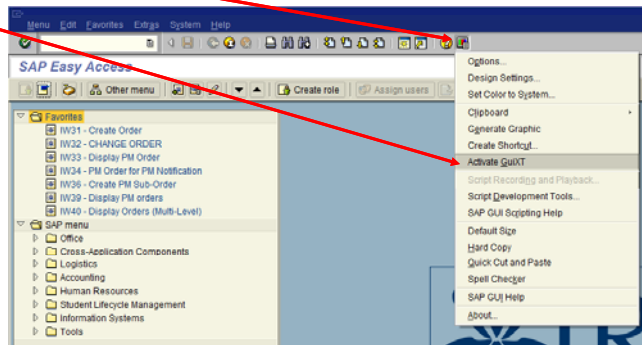 Menu Edit Favorites Extras System Help
SAP Easy Access
Other menu Create role Assign users
Favorites
IW31 - Create Order
IW32 - CHANGE ORDER
IW33 - Display PM Order
IW34 - PM Order for PM Notification
IW36 - Create PM Sub-Order
IW39 - Display PM orders
IW40 - Display Orders (Multi-Level)
SAP menu
Office
Cross-Application Components
Logistics
Accounting
Human Resources
Student Lifecycle Management
Information Systems
Tools
Options...
Design Settings...
Set Color to System...
Clipboard
Generate Graphic
Create Shortcut...
Activate GuiXT
Script Recording and Playback...
Script Development Tools...
SAP GUI Scripting Help
Default Size
Hard Copy
Quick Cut and Paste
Spell Checker
SAP GUI Help
About...